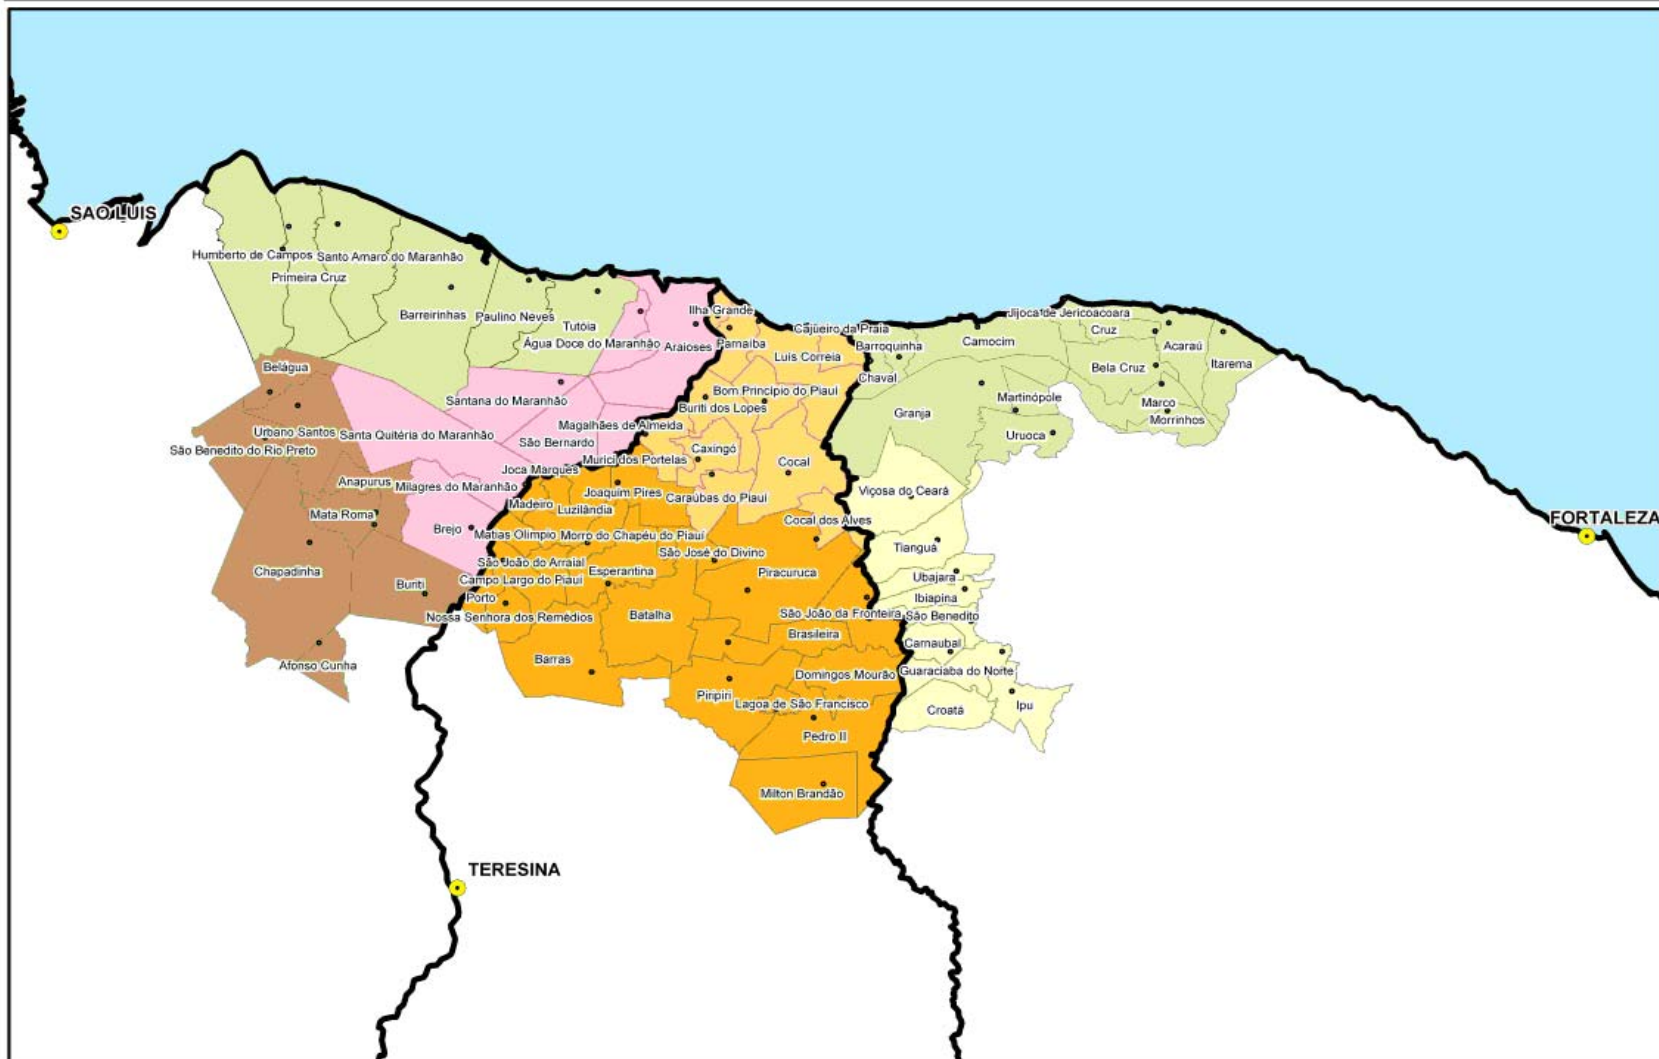 SAO LUIS
Humberto de Campos
Santo Amaro do Maranhão
Primeira Cruz
Barreirinhas
Paulino Neves
Tutóia
Água Doce do Maranhão
Araioses
Ilha Grande
Parnaíba
Cajueiro da Praia
Luis Correia
Barroquinha
Chaval
Camocim
Jijoca de Jericoacoara
Cruz
Acaraú
Itarema
Bela Cruz
Marco
Morrinhos
Granja
Martinópole
Uruoca
Belágua
Urbano Santos
São Benedito do Rio Preto
Santana do Maranhão
Santa Quitéria do Maranhão
Magalhães de Almeida
São Bernardo
Bom Princípio do Piauí
Buriti dos Lopes
Caxingó
Cocal
Murici dos Portelas
Joca Marques
Anapurus
Milagres do Maranhão
Mata Roma
Brejo
Madeiro
Luzilândia
Joaquim Pires
Caraúbas do Piauí
Cocal dos Alves
Viçosa do Ceará
Matias Olímpio
Morro do Chapéu do Piauí
São José do Divino
Tianguá
FORTALEZA
Chapadinha
Buriti
São João do Arraial
Campo Largo do Piauí
Esperantina
Piracuruca
Ubajara
Ibiapina
Porto
Nossa Senhora dos Remédios
Batalha
São João da Fronteira
São Benedito
Brasileira
Carnaubal
Afonso Cunha
Barras
Domingos Mourão
Guaraciaba do Norte
Piripiri
Lagoa de São Francisco
Croatá
Ipu
Pedro II
Milton Brandão
TERESINA